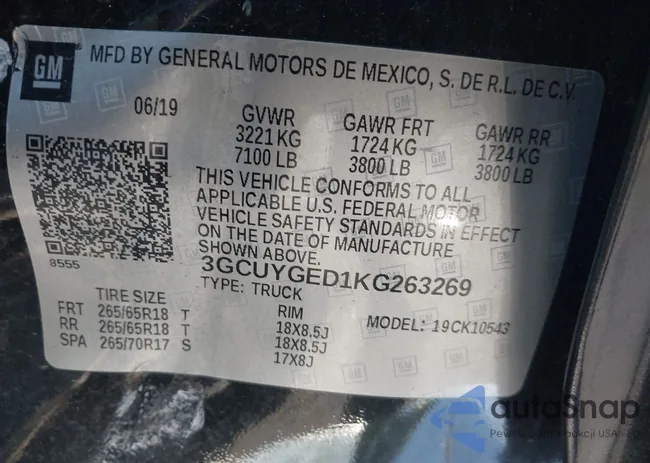 GM
MFD BY GENERAL MOTORS DE MEXICO, S. DE R.L. DE C.V.
06/19
GVWR GAWR FRT GAWR RR
3221 KG 1724 KG 1724 KG
7100 LB 3800 LB 3800 LB
THIS VEHICLE CONFORMS TO ALL
APPLICABLE U.S. FEDERAL MOTOR
VEHICLE SAFETY STANDARDS IN EFFECT
ON THE DATE OF MANUFACTURE
SHOWN ABOVE.
8555
3GCUYGED1KG263269
TYPE: TRUCK
TIRE SIZE RIM MODEL: 19CK10543
FRT 265/65R18 T 18X8.5J
RR 265/65R18 T 18X8.5J
SPA 265/70R17 S 17X8J
autoSnap